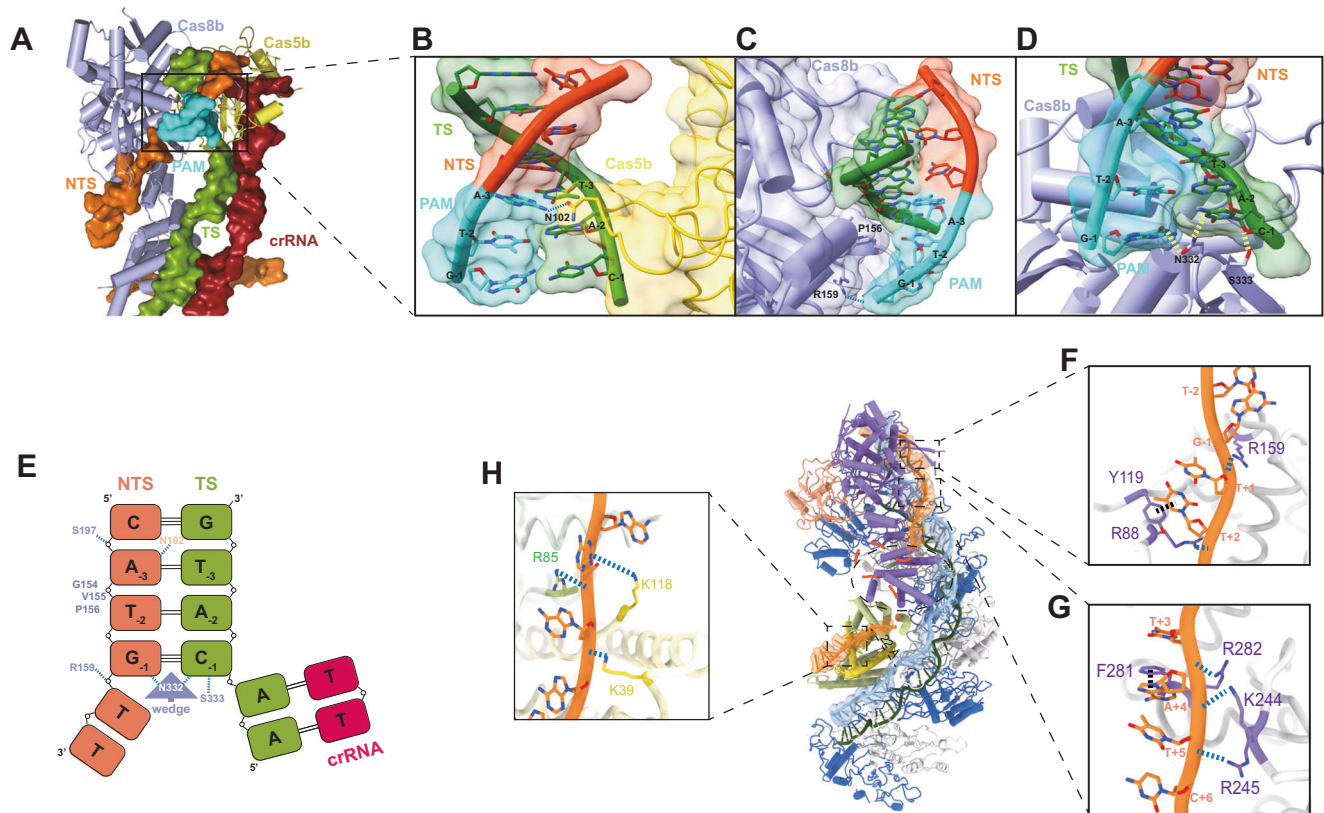 A
Cas8b
Cas5b
PAM
NTS
TS
crRNA
B
TS
NTS
Cas5b
PAM
A-3
T-3
N102
T-2
A-2
G-1
C-1
C
Cas8b
NTS
P156
A-3
T-2
R159
G-1
PAM
D
TS
NTS
Cas8b
A-3
T-3
T-2
A-2
G-1
C-1
PAM
N332
S333
E
NTS
TS
5’
3’
C
G
S197
N102
A-3
T-3
G154
V155
P156
T-2
A-2
R159
G-1
C-1
N332
S333
wedge
T
T
3’
A
T
A
T
5’
crRNA
H
R85
K118
K39
F
T-2
G-1
R159
Y119
T+1
R88
T+2
G
T+3
R282
F281
K244
A+4
T+5
R245
C+6